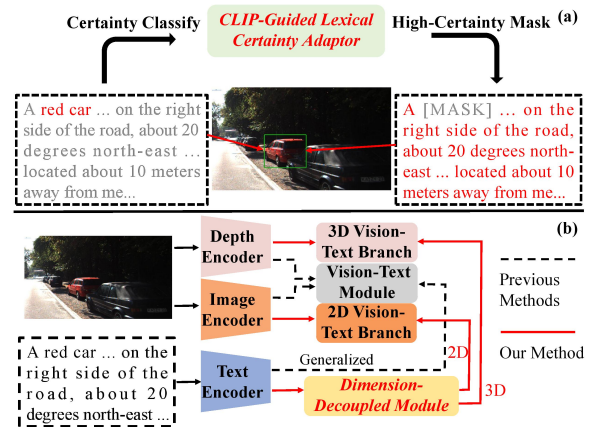 Certainty Classify
CLIP-Guided Lexical
Certainty Adaptor
High-Certainty Mask
(a)
A red car ... on the right
side of the road, about 20
degrees north-east ...
located about 10 meters
away from me...
A [MASK] ... on the
right side of the road,
about 20 degrees north-
east ... located about 10
meters away from me...
(b)
Depth
Encoder
3D Vision-
Text Branch
Vision-Text
Module
Previous
Methods
Image
Encoder
2D Vision-
Text Branch
A red car ... on the
right side of the
road, about 20
degrees north-east ...
Text
Encoder
Generalized
2D
3D
Our Method
Dimension-
Decoupled Module